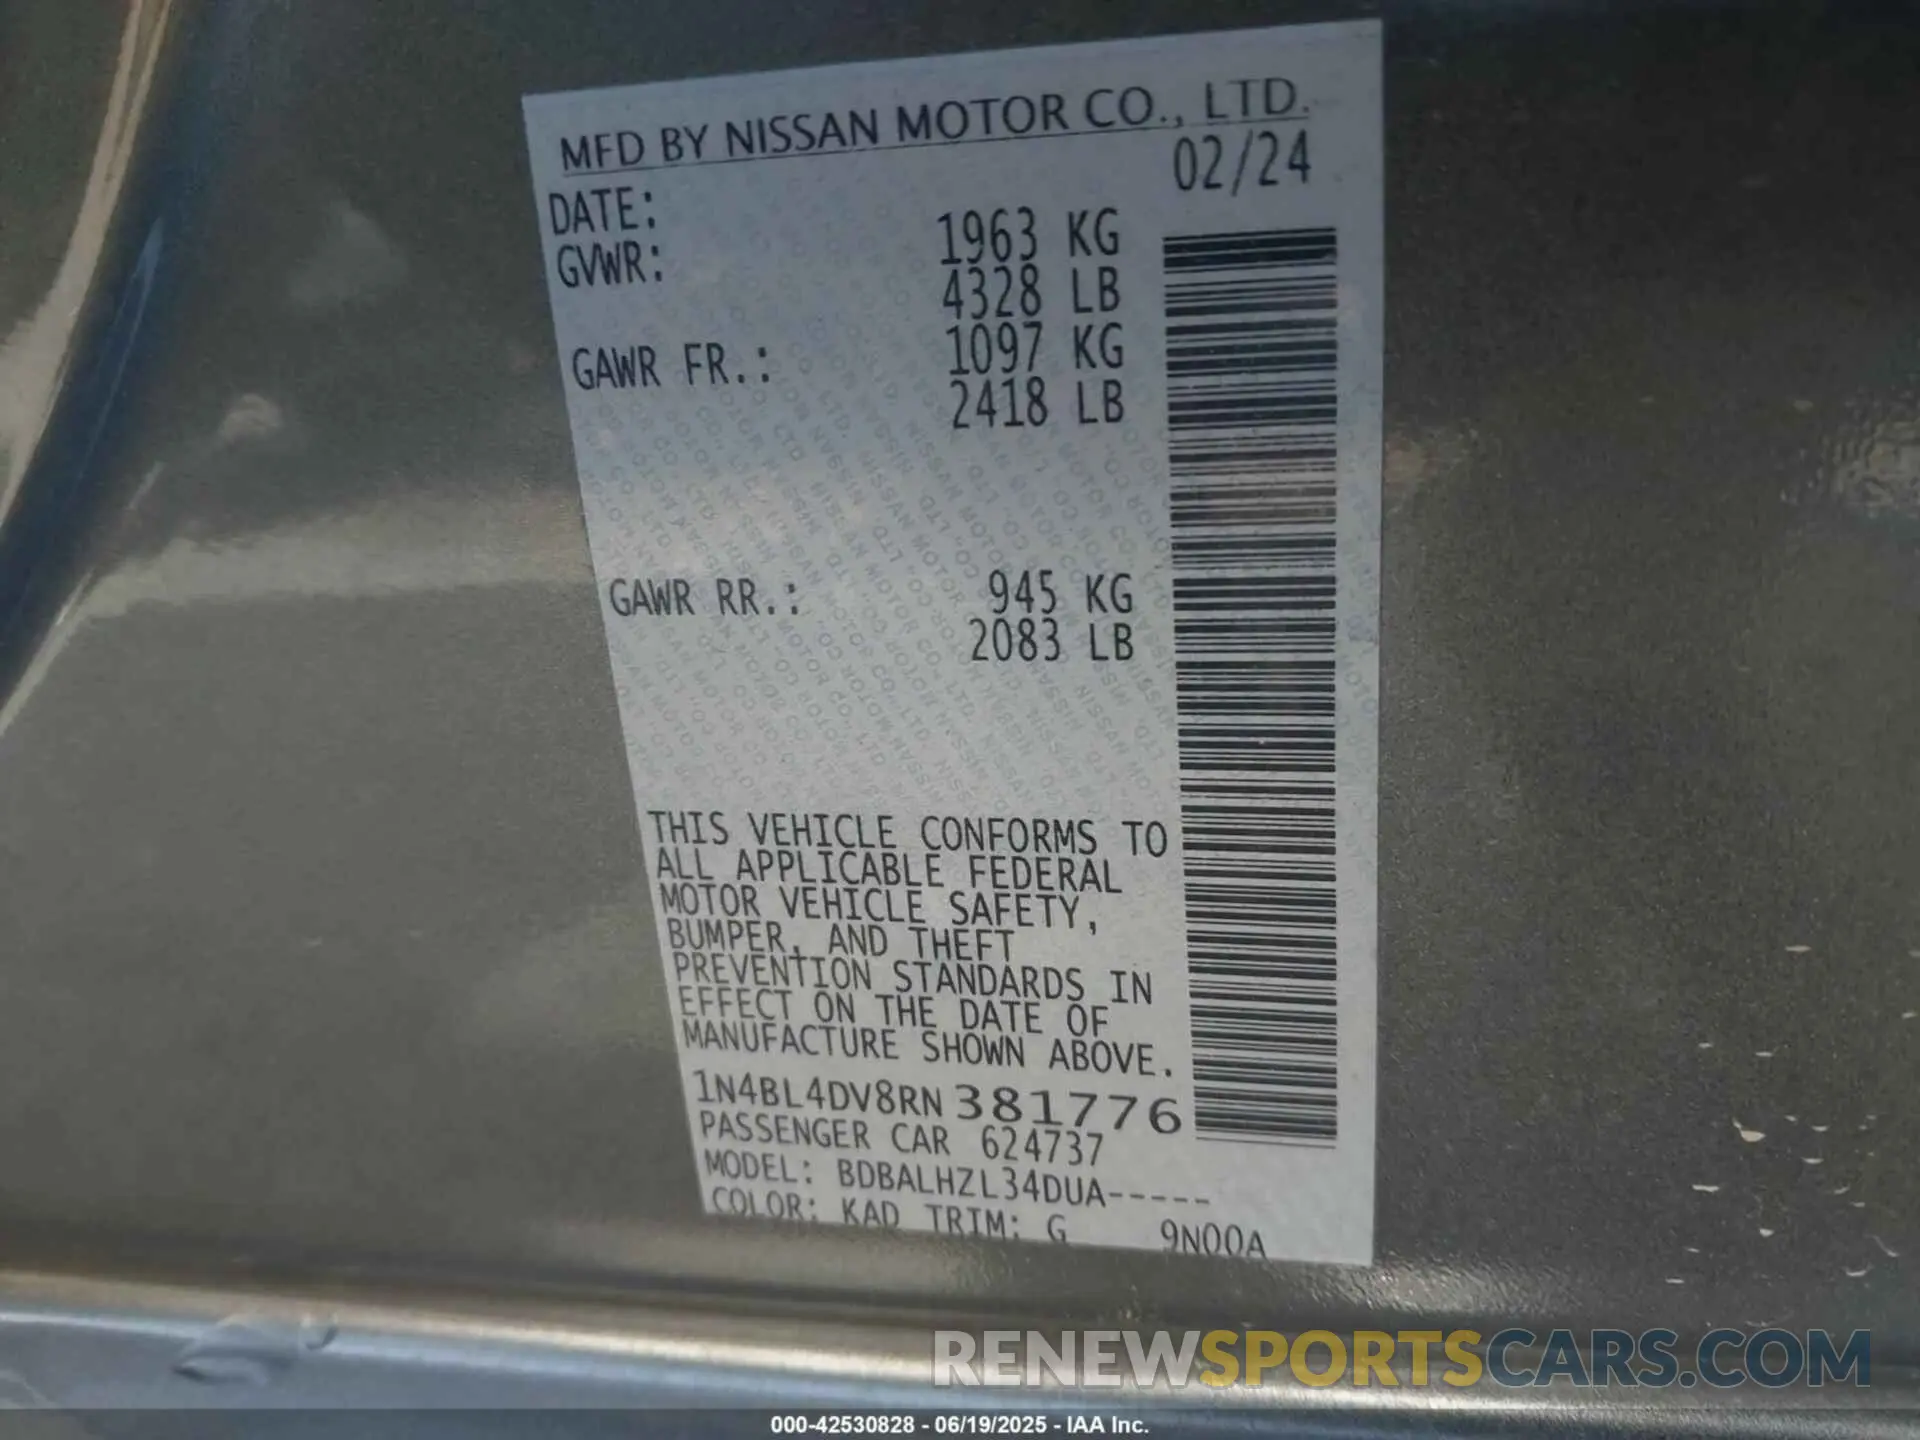 MFD BY NISSAN MOTOR CO., LTD.
DATE: 02/24
GVWR: 1963 KG
4328 LB
GAWR FR.: 1097 KG
2418 LB
GAWR RR.: 945 KG
2083 LB
THIS VEHICLE CONFORMS TO
ALL APPLICABLE FEDERAL
MOTOR VEHICLE SAFETY,
BUMPER, AND THEFT
PREVENTION STANDARDS IN
EFFECT ON THE DATE OF
MANUFACTURE SHOWN ABOVE.
1N4BL4DV8RN381776
PASSENGER CAR 624737
MODEL: BDBALHZL34DUA-----
COLOR: KAD TRIM: G 9N00A
RENEWSPORTSCARS.COM
000-42530828 - 06/19/2025 - IAA Inc.